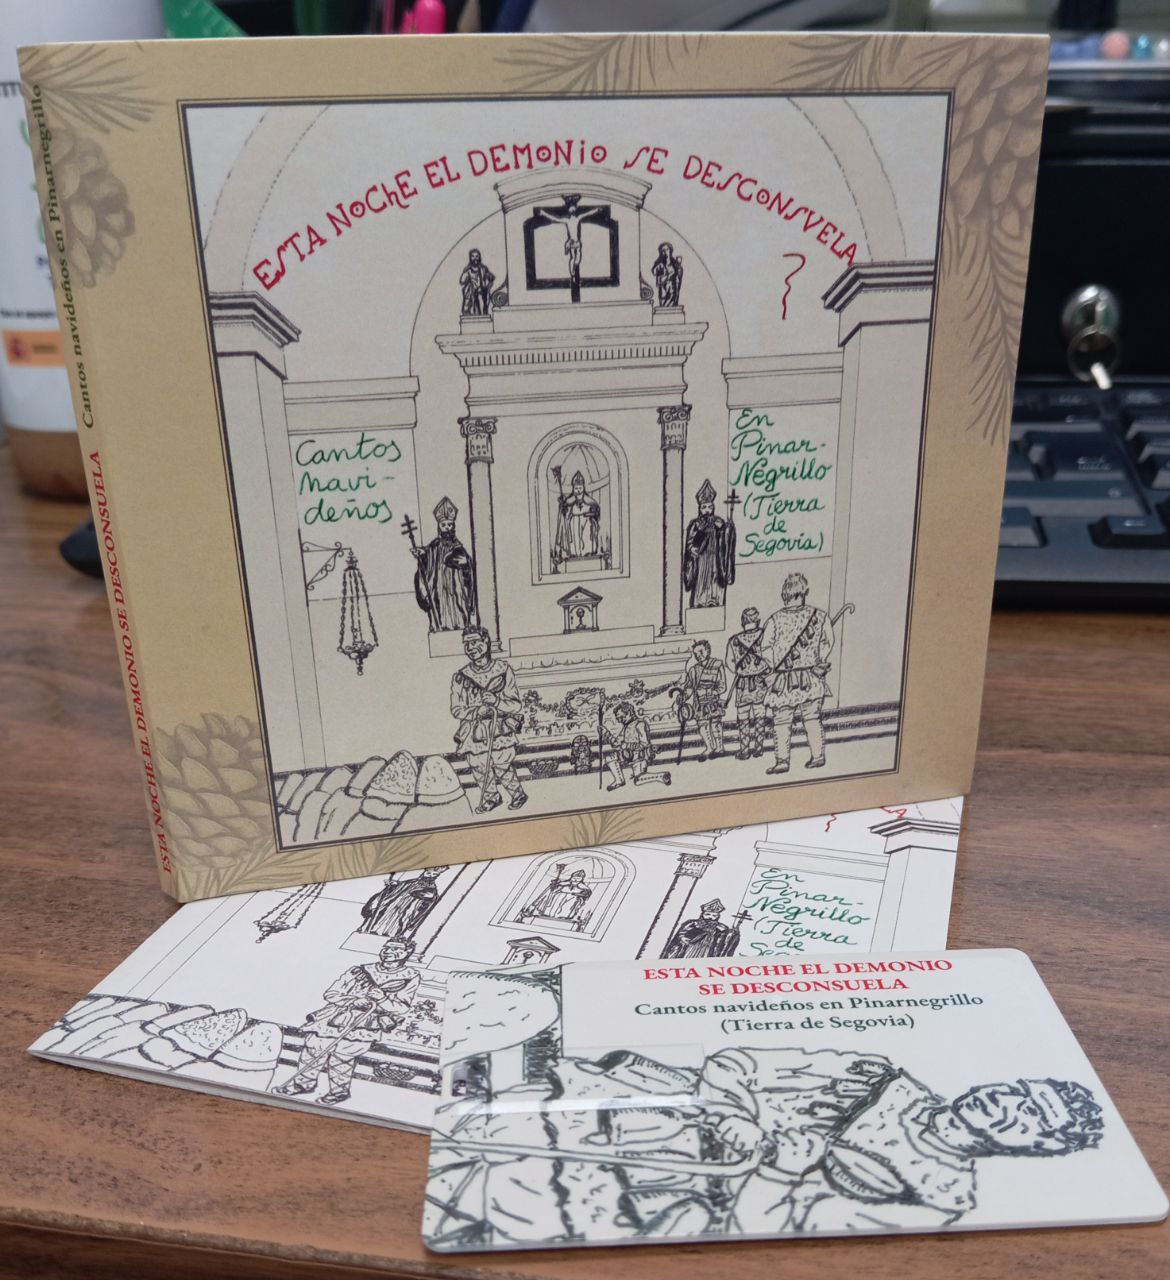 ESTA NOChE EL DEMONiO SE DESCONSVELA
Cantos
navi-
deños
En
Pinar-
Negrillo
(Tierra
de
Segovia)
ESTA NOCHE EL DEMONIO SE DESCONSUELA Cantos navideños en Pinarnegrillo
En
Pinar-
Negrillo
(Tierra
de
ESTA NOCHE EL DEMONIO
SE DESCONSUELA
Cantos navideños en Pinarnegrillo
(Tierra de Segovia)